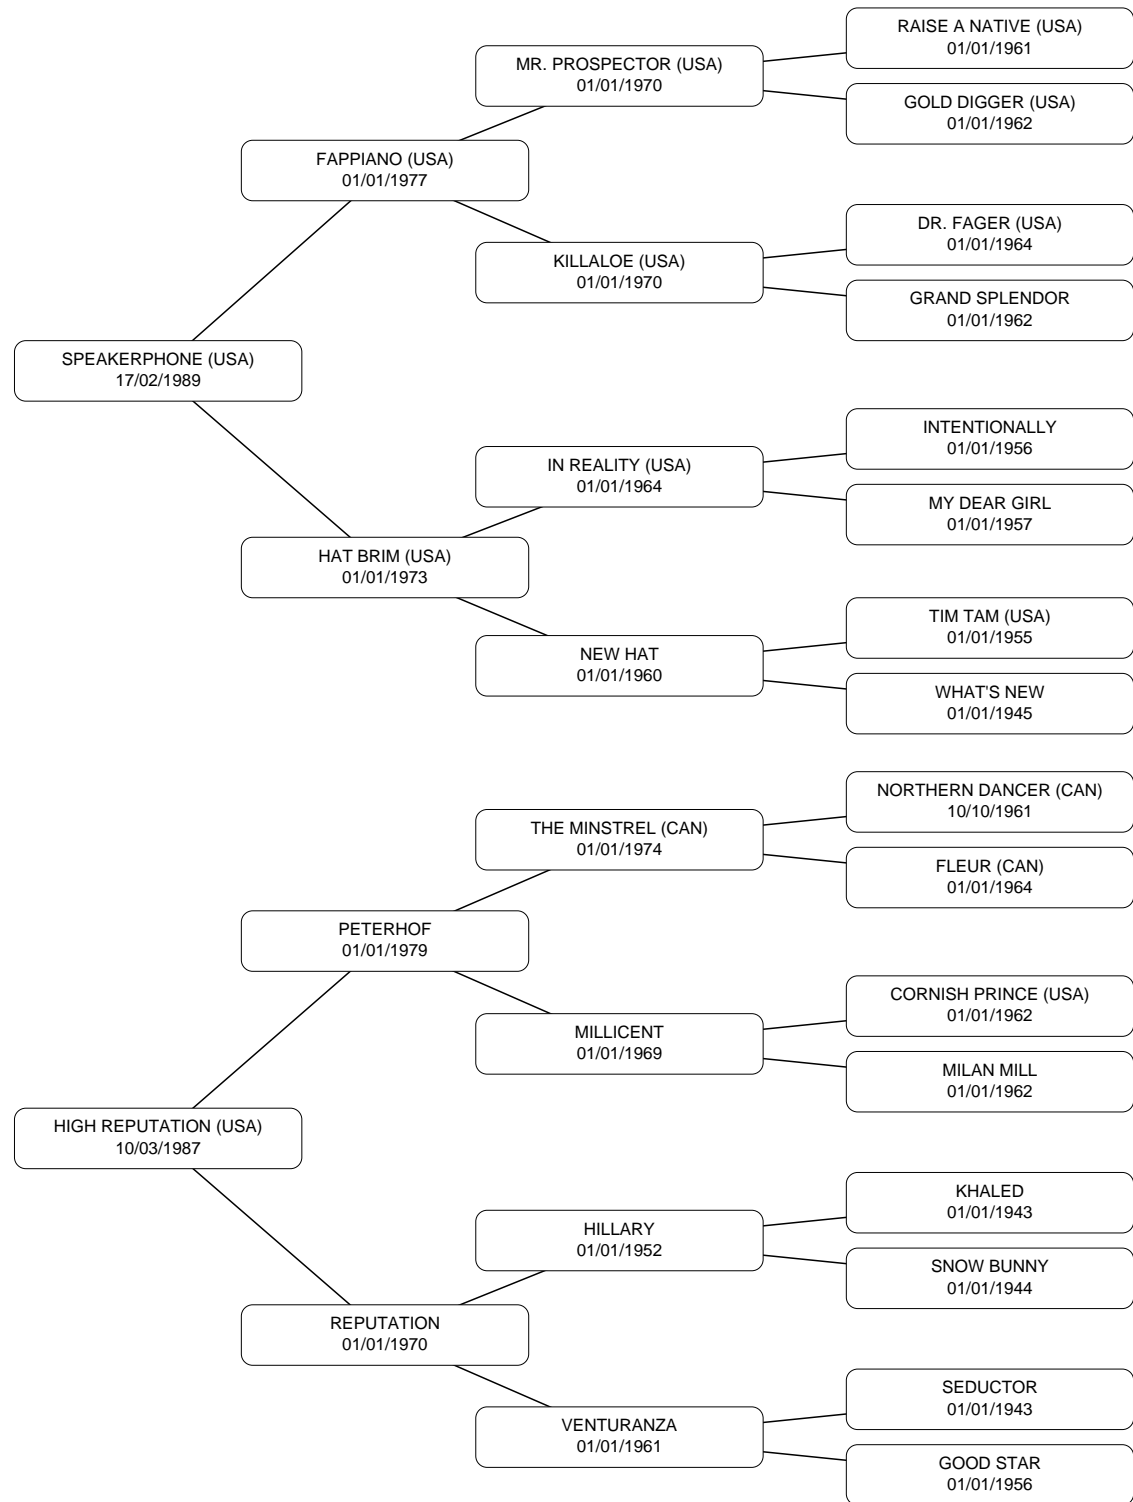 RAISE A NATIVE (USA)
01/01/1961
MR. PROSPECTOR (USA)
01/01/1970
GOLD DIGGER (USA)
01/01/1962
FAPPIANO (USA)
01/01/1977
DR. FAGER (USA)
01/01/1964
KILLALOE (USA)
01/01/1970
GRAND SPLENDOR
01/01/1962
SPEAKERPHONE (USA)
17/02/1989
INTENTIONALLY
01/01/1956
IN REALITY (USA)
01/01/1964
MY DEAR GIRL
01/01/1957
HAT BRIM (USA)
01/01/1973
TIM TAM (USA)
01/01/1955
NEW HAT
01/01/1960
WHAT'S NEW
01/01/1945
NORTHERN DANCER (CAN)
10/10/1961
THE MINSTREL (CAN)
01/01/1974
FLEUR (CAN)
01/01/1964
PETERHOF
01/01/1979
CORNISH PRINCE (USA)
01/01/1962
MILLICENT
01/01/1969
MILAN MILL
01/01/1962
HIGH REPUTATION (USA)
10/03/1987
KHALED
01/01/1943
HILLARY
01/01/1952
SNOW BUNNY
01/01/1944
REPUTATION
01/01/1970
SEDUCTOR
01/01/1943
VENTURANZA
01/01/1961
GOOD STAR
01/01/1956